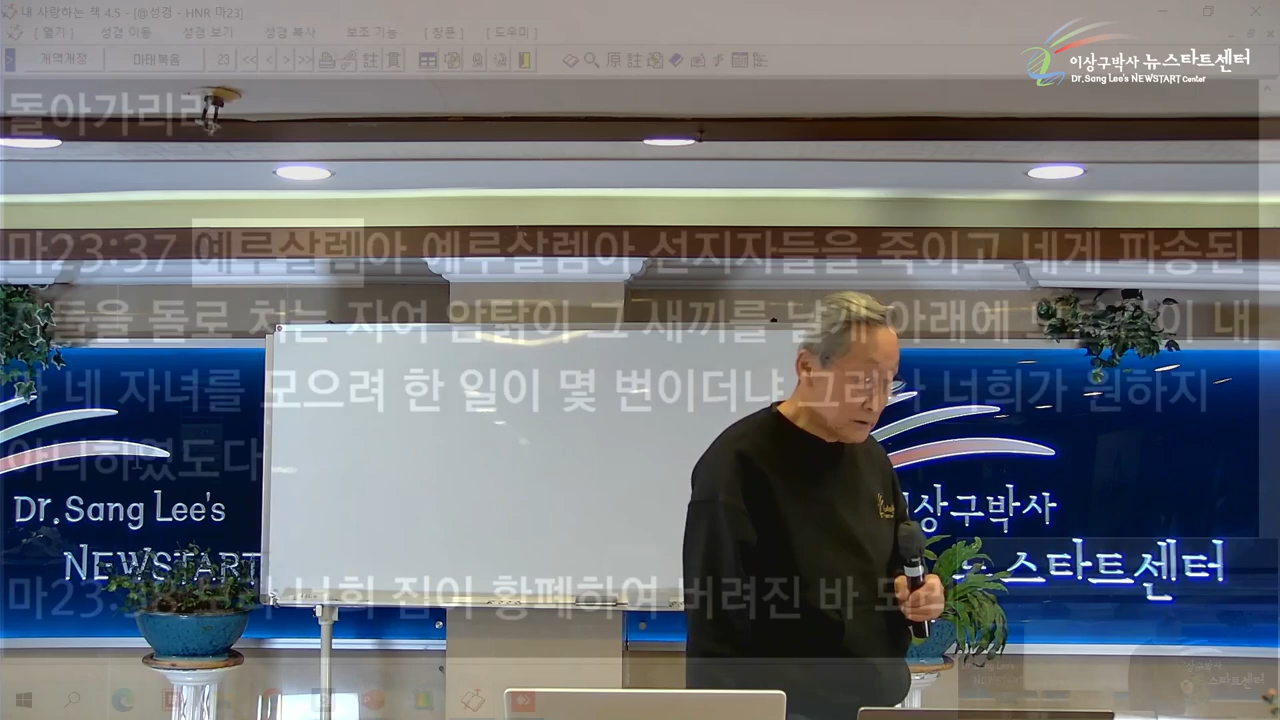 내 사랑하는 책 4.5 - [@성경 - HNR 마23]
[ 열기 ] 성경 이동 성경 보기 성경 복사 보조 기능 [ 창폰 ] [ 도우미 ]
개역개정 마태복음 23 << < > >>
이상구박사 뉴스타트센터
Dr. Sang Lee's NEWSTART Center
돌아가리라
마23:37 예루살렘아 예루살렘아 선지자들을 죽이고 네게 파송된
자들을 돌로 치는 자여 암탉이 그 새끼를 날개 아래에 이 내
가 네 자녀를 모으려 한 일이 몇 번이더냐 그러나 너희가 원하지
아니하였도다
마23:38 보라 너희 집이 황폐하여 버려진 바 되리
Dr. Sang Lee's
NEWSTART
이상구박사
뉴스타트센터